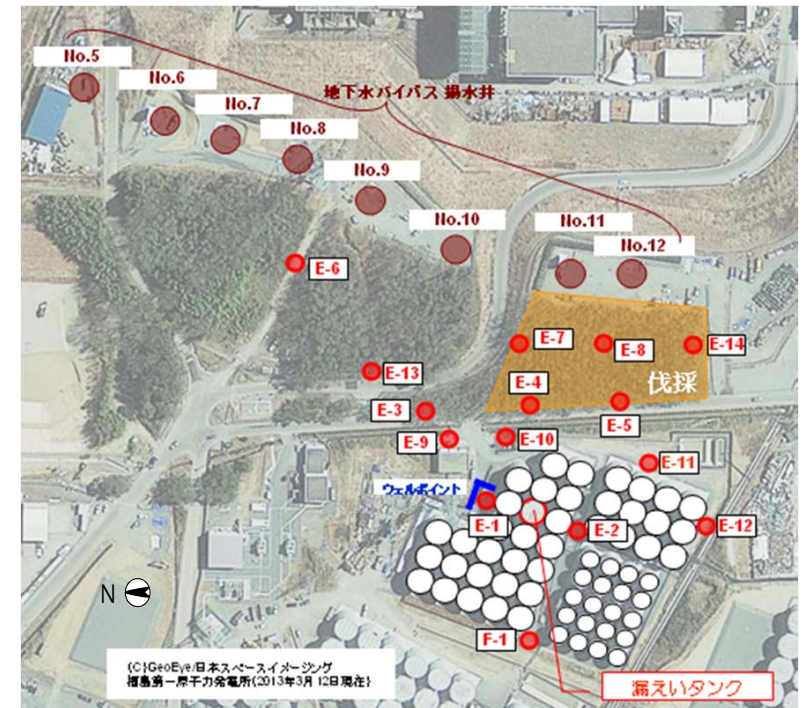 No.5
No.6
No.7
地下水バイパス 揚水井
No.8
No.9
No.10
No.11
No.12
E-6
E-7
E-8
E-14
E-13
伐採
E-4
E-3
E-5
E-9
E-10
E-11
ウェルポイント
E-1
E-2
E-12
N
F-1
(C)GeoEye/日本スペースイメージング
福島第一原子力発電所(2013年3月12日現在)
漏えいタンク